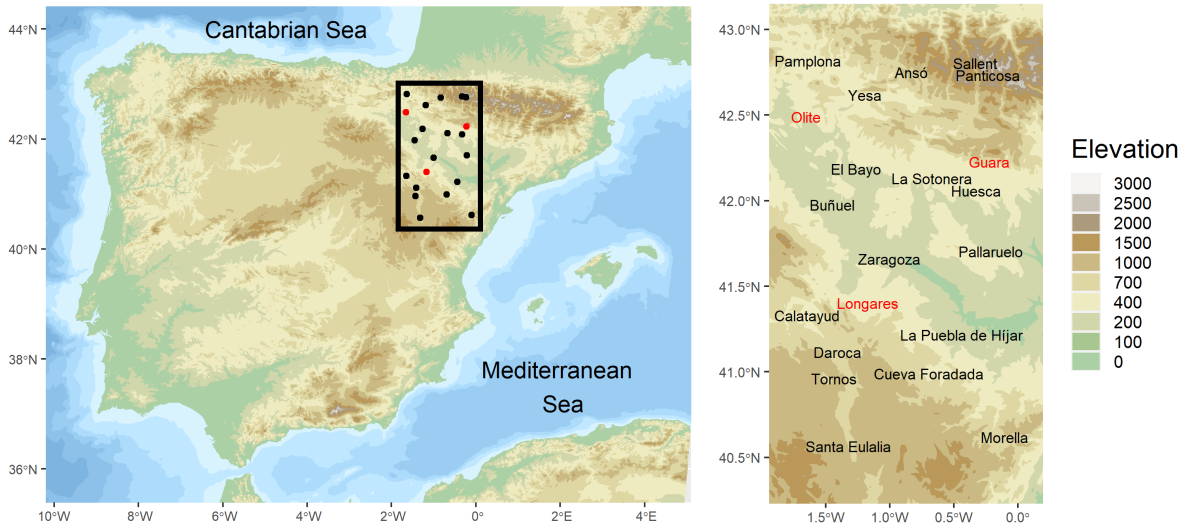 Cantabrian Sea
Mediterranean
Sea
44°N
42°N
40°N
38°N
36°N
10°W
8°W
6°W
4°W
2°W
0°
2°E
4°E
43.0°N
42.5°N
42.0°N
41.5°N
41.0°N
40.5°N
1.5°W
1.0°W
0.5°W
0.0°
Pamplona
Ansó
Sallent
Panticosa
Yesa
Olite
Guara
El Bayo
La Sotonera
Huesca
Buñuel
Pallaruelo
Zaragoza
Longares
Calatayud
La Puebla de Híjar
Daroca
Cueva Foradada
Tornos
Morella
Santa Eulalia
Elevation
3000
2500
2000
1500
1000
700
400
200
100
0